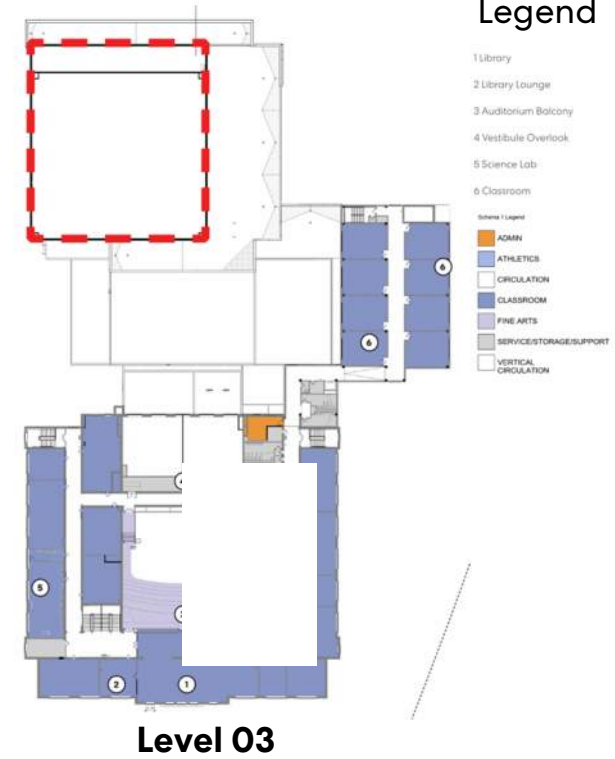 Legend
1 Library
2 Library Lounge
3 Auditorium Balcony
4 Vestibule Overlook
5 Science Lab
6 Classroom
Schema 1 Legend
ADMIN
ATHLETICS
CIRCULATION
CLASSROOM
FINE ARTS
SERVICE/STORAGE/SUPPORT
VERTICAL
CIRCULATION
6
6
5
2
1
Level 03